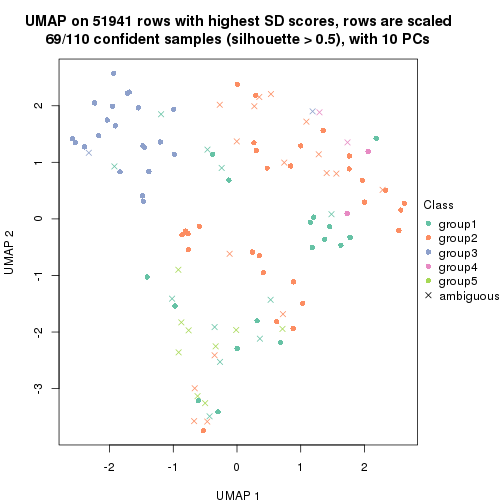 UMAP on 51941 rows with highest SD scores, rows are scaled
69/110 confident samples (silhouette > 0.5), with 10 PCs
2
1
0
-1
-2
-3
UMAP 2
-2
-1
0
1
2
UMAP 1
Class
group1
group2
group3
group4
group5
ambiguous